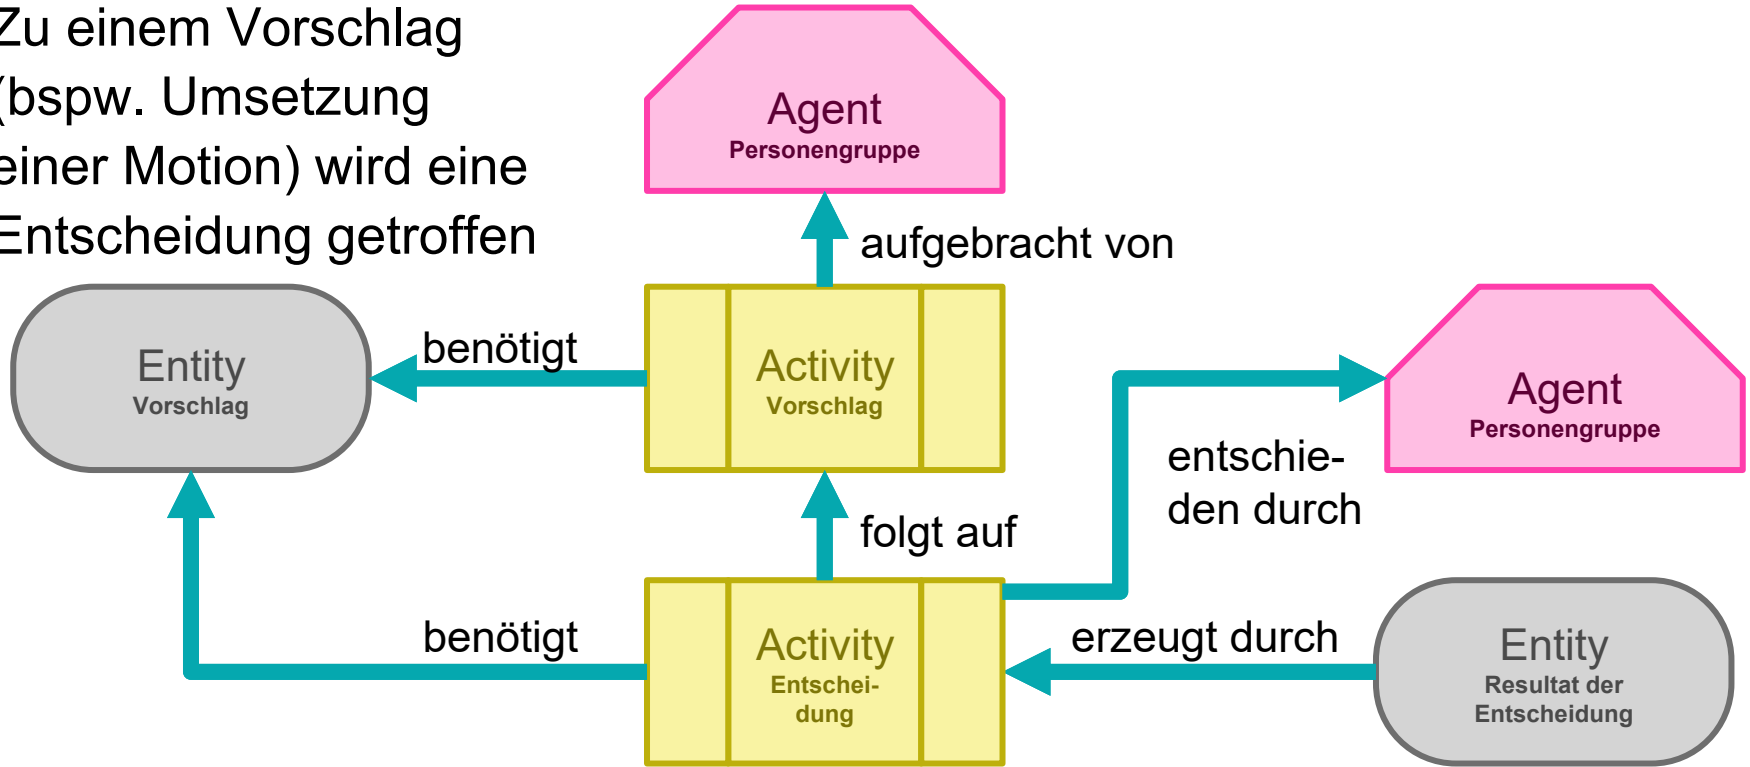 Zu einem Vorschlag
(bspw. Umsetzung
einer Motion) wird eine
Entscheidung getroffen
Agent
Personengruppe
aufgebracht von
Entity
Vorschlag
benötigt
Activity
Vorschlag
Agent
Personengruppe
entschie-
den durch
folgt auf
benötigt
Activity
Entschei-
dung
erzeugt durch
Entity
Resultat der
Entscheidung